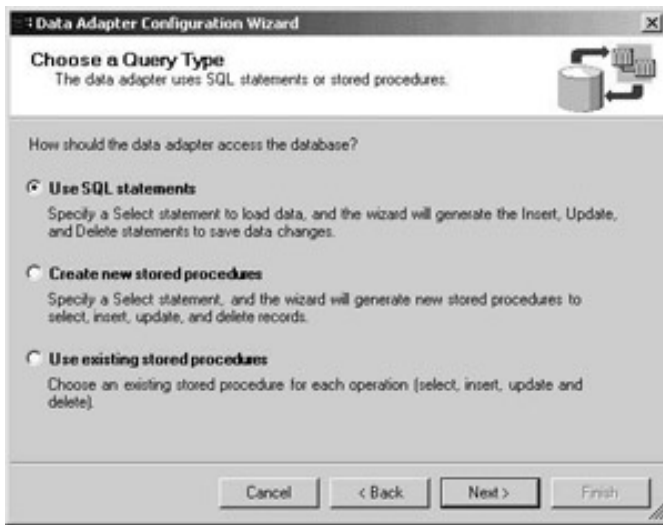 Data Adapter Configuration Wizard
Choose a Query Type
The data adapter uses SQL statements or stored procedures.
How should the data adapter access the database?
Use SQL statements
Specify a Select statement to load data, and the wizard will generate the Insert, Update,
and Delete statements to save data changes.
Create new stored procedures
Specify a Select statement, and the wizard will generate new stored procedures to
select, insert, update, and delete records.
Use existing stored procedures
Choose an existing stored procedure for each operation (select, insert, update and
delete).
Cancel
< Back
Next >
Finish